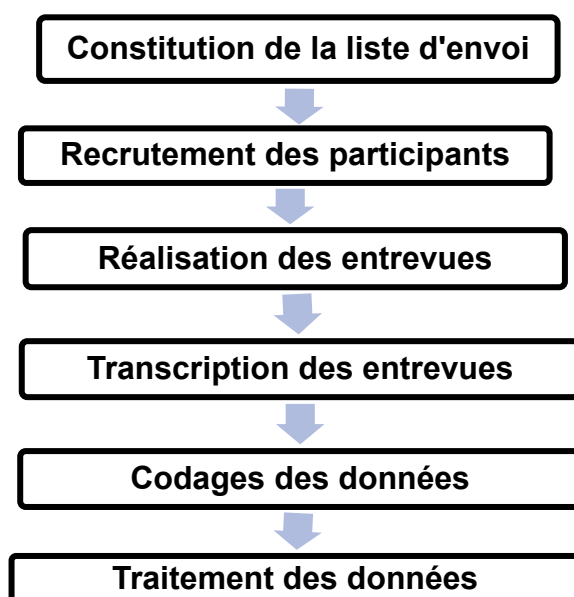 Constitution de la liste d'envoi
Recrutement des participants
Réalisation des entrevues
Transcription des entrevues
Codages des données
Traitement des données